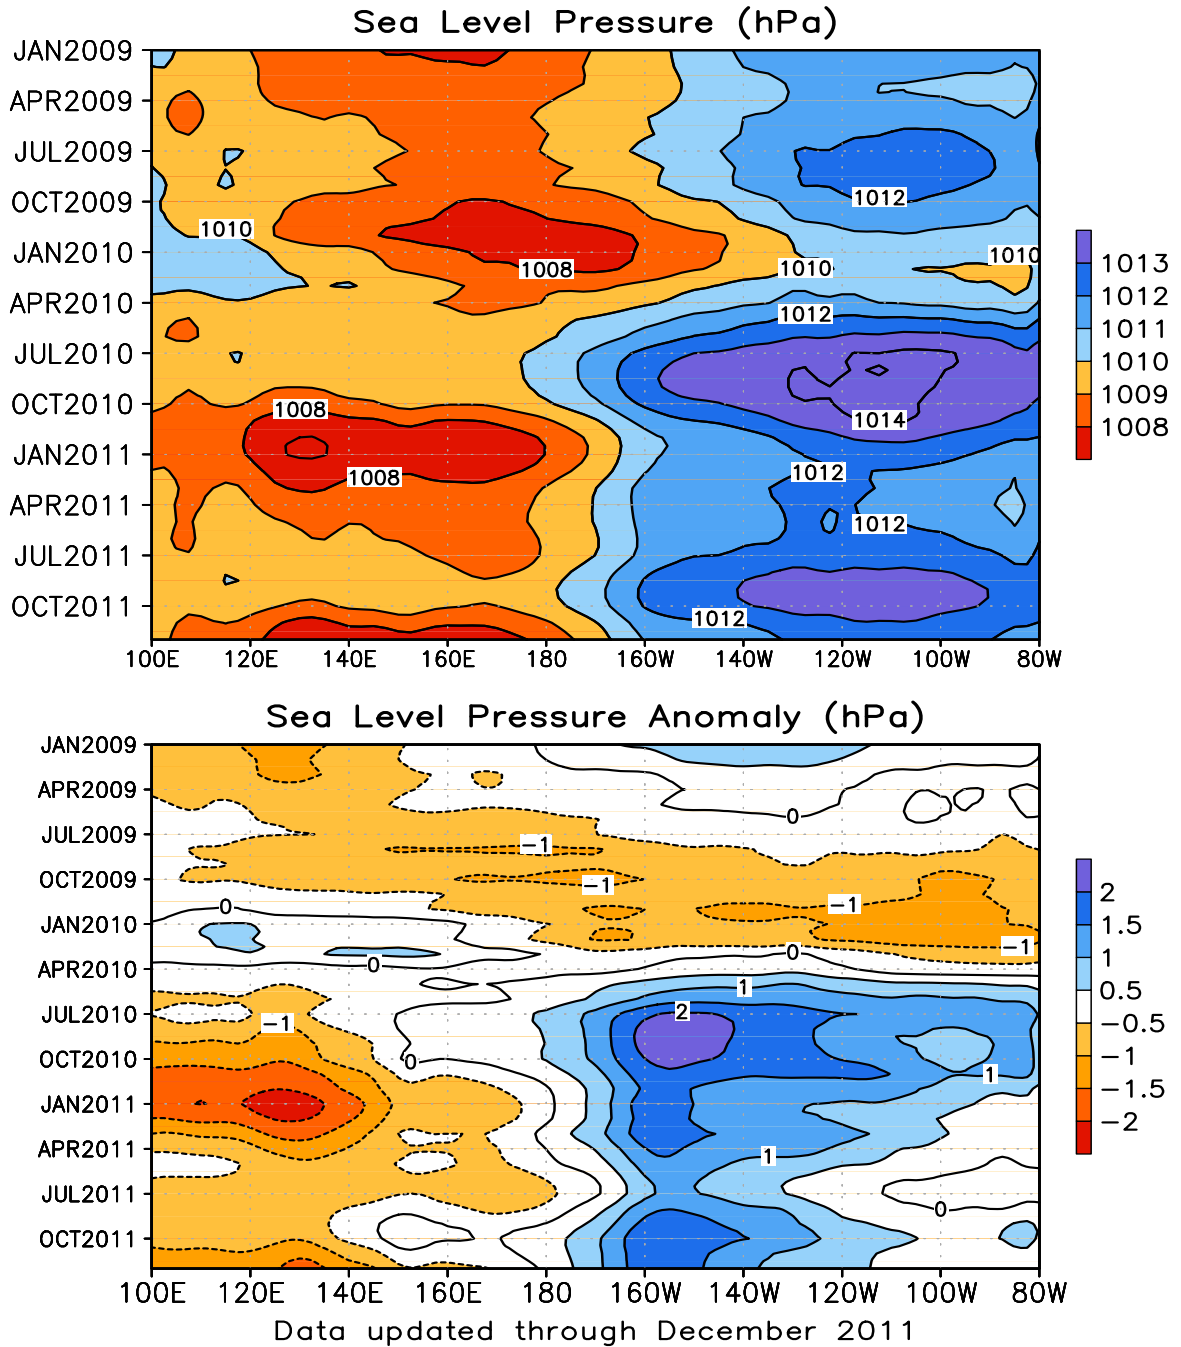 Sea Level Pressure (hPa)
JAN2009
APR2009
JUL2009
1012
OCT2009
1010
JAN2010
1010
1008
1010
APR2010
1012
JUL2010
OCT2010
1008
1014
JAN2011
1012
1008
APR2011
1012
JUL2011
OCT2011
1012
100E 120E 140E 160E 180 160W 140W 120W 100W 80W
1013
1012
1011
1010
1009
1008
Sea Level Pressure Anomaly (hPa)
JAN2009
APR2009
0
JUL2009
−1
OCT2009
−1
0
−1
JAN2010
−1
0
APR2010
0
1
JUL2010
−1
2
OCT2010
0
1
JAN2011
APR2011
1
JUL2011
0
OCT2011
100E 120E 140E 160E 180 160W 140W 120W 100W 80W
2
1.5
1
0.5
−0.5
−1
−1.5
−2
Data updated through December 2011